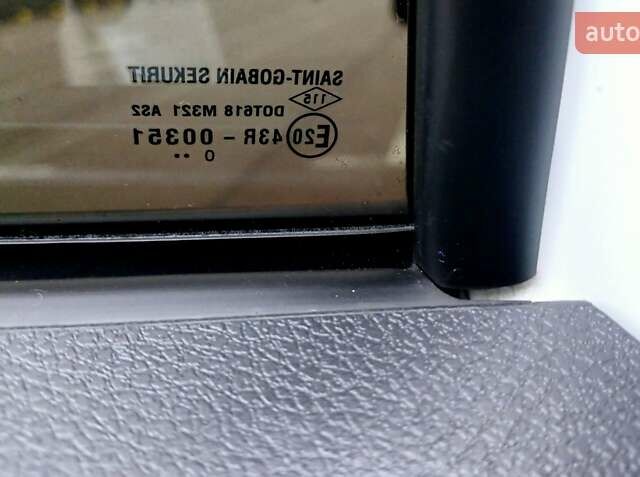 auto
SAINT-GOBAIN SEKURIT
115
DOT618 M321 AS2
E20 43R - 00351
0 ••